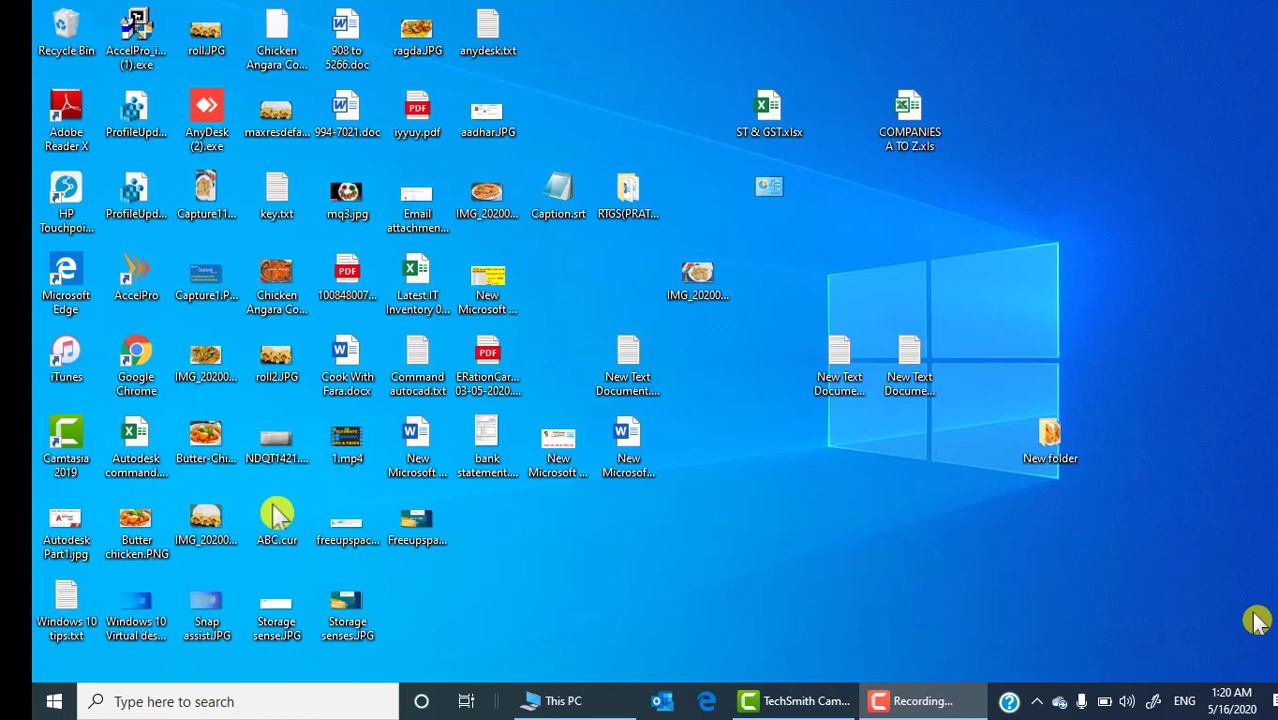 Recycle Bin
AccelPro_i...
(1).exe
roll.JPG
Chicken
Angara Co...
908 to
5266.doc
ragda.JPG
anydesk.txt
Adobe
Reader X
ProfileUpd...
AnyDesk
(2).exe
maxresdefa...
994-7021.doc
iyyuy.pdf
aadhar.JPG
ST & GST.xlsx
COMPANIES
A TO Z.xls
HP
Touchpoin...
ProfileUpd...
Capture11...
key.txt
mq3.jpg
Email
attachmen...
IMG_20200...
Caption.srt
RTGS(PRAT...
Microsoft
Edge
AccelPro
Capture1.P...
Chicken
Angara Co...
100848007...
Latest IT
Inventory 0...
New
Microsoft ...
IMG_20200...
iTunes
Google
Chrome
IMG_20200...
roll2.JPG
Cook With
Fara.docx
Command
autocad.txt
ERationCar...
03-05-2020....
New Text
Document....
New Text
Docume...
New Text
Docume...
Camtasia
2019
Autodesk
command....
Butter-Chi...
NDQT1421....
1.mp4
New
Microsoft ...
bank
statement....
New
Microsoft ...
New
Microsof...
New folder
Autodesk
Part1.jpg
Butter
chicken.PNG
IMG_20200...
ABC.cur
freeupspac...
Freeupspa...
Windows 10
tips.txt
Windows 10
Virtual des...
Snap
assist.JPG
Storage
sense.JPG
Storage
senses.JPG
Type here to search
This PC
TechSmith Cam...
Recording...
ENG
1:20 AM
5/16/2020